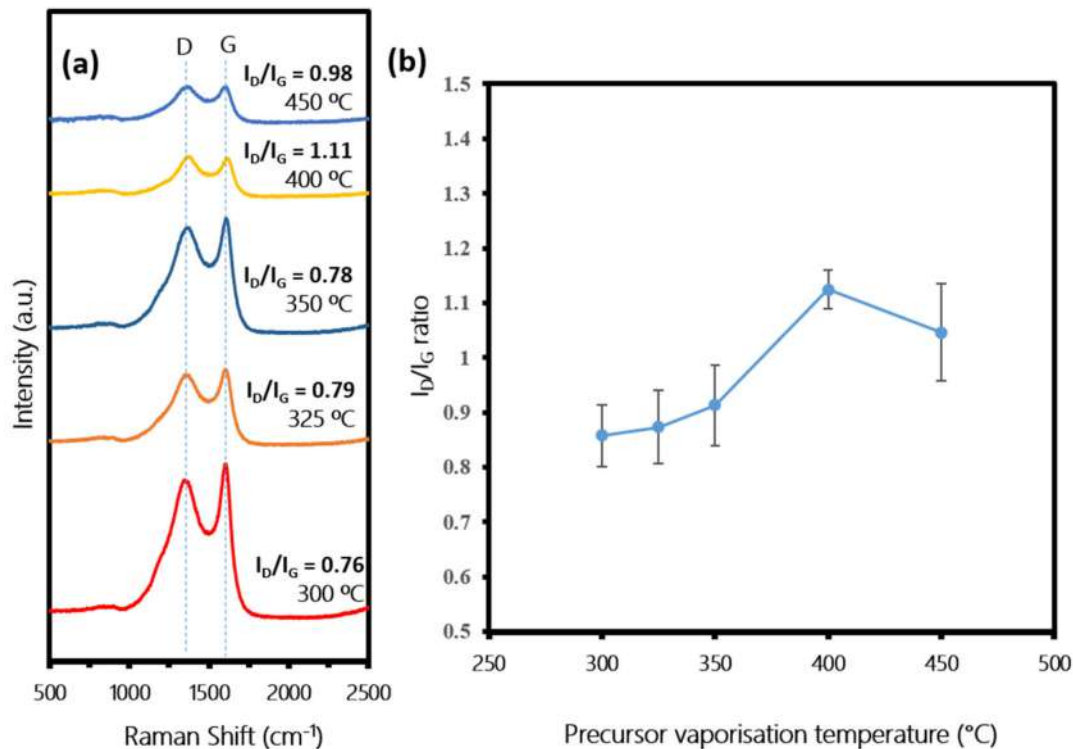 (a)
D G
I_D/I_G = 0.98
450 ºC
I_D/I_G = 1.11
400 ºC
I_D/I_G = 0.78
350 ºC
I_D/I_G = 0.79
325 ºC
I_D/I_G = 0.76
300 ºC
Intensity (a.u.)
500 1000 1500 2000 2500
Raman Shift (cm⁻¹)
(b)
1.5
1.4
1.3
1.2
1.1
1
0.9
0.8
0.7
0.6
0.5
I_D/I_G ratio
250 300 350 400 450 500
Precursor vaporisation temperature (°C)